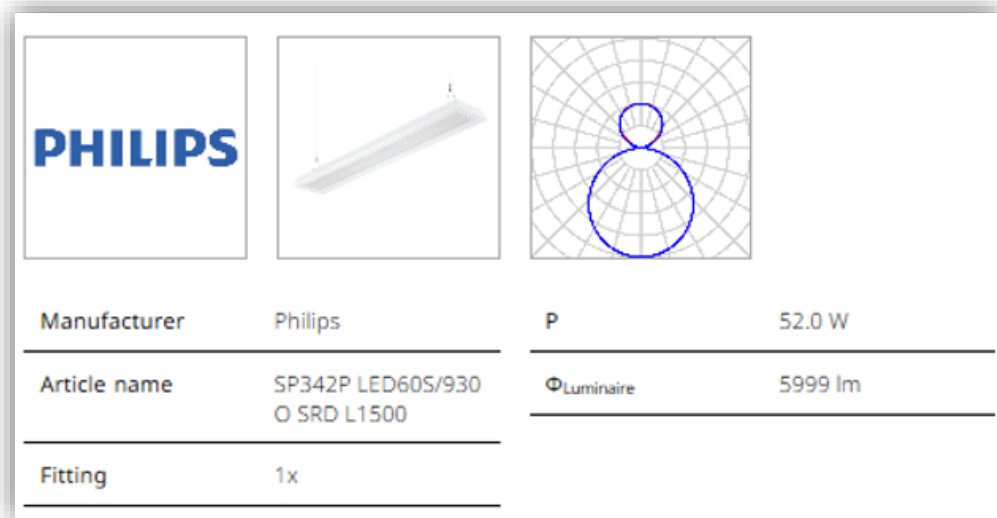 PHILIPS
Manufacturer Philips
Article name SP342P LED60S/930
O SRD L1500
Fitting 1x
P 52.0 W
ΦLuminaire 5999 lm